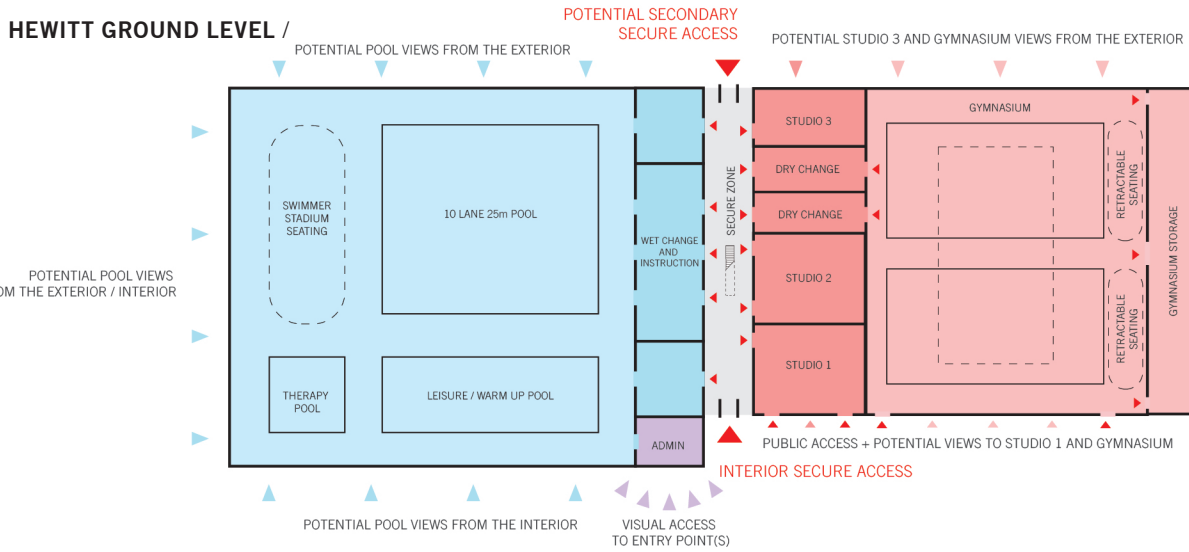 HEWITT GROUND LEVEL /
POTENTIAL SECONDARY
SECURE ACCESS
POTENTIAL POOL VIEWS FROM THE EXTERIOR
POTENTIAL STUDIO 3 AND GYMNASIUM VIEWS FROM THE EXTERIOR
GYMNASIUM
STUDIO 3
DRY CHANGE
DRY CHANGE
STUDIO 2
STUDIO 1
SECURE ZONE
RETRACTABLE
SEATING
RETRACTABLE
SEATING
GYMNASIUM STORAGE
SWIMMER
STADIUM
SEATING
10 LANE 25m POOL
WET CHANGE
AND
INSTRUCTION
POTENTIAL POOL VIEWS
OM THE EXTERIOR / INTERIOR
THERAPY
POOL
LEISURE / WARM UP POOL
ADMIN
PUBLIC ACCESS + POTENTIAL VIEWS TO STUDIO 1 AND GYMNASIUM
INTERIOR SECURE ACCESS
POTENTIAL POOL VIEWS FROM THE INTERIOR
VISUAL ACCESS
TO ENTRY POINT(S)